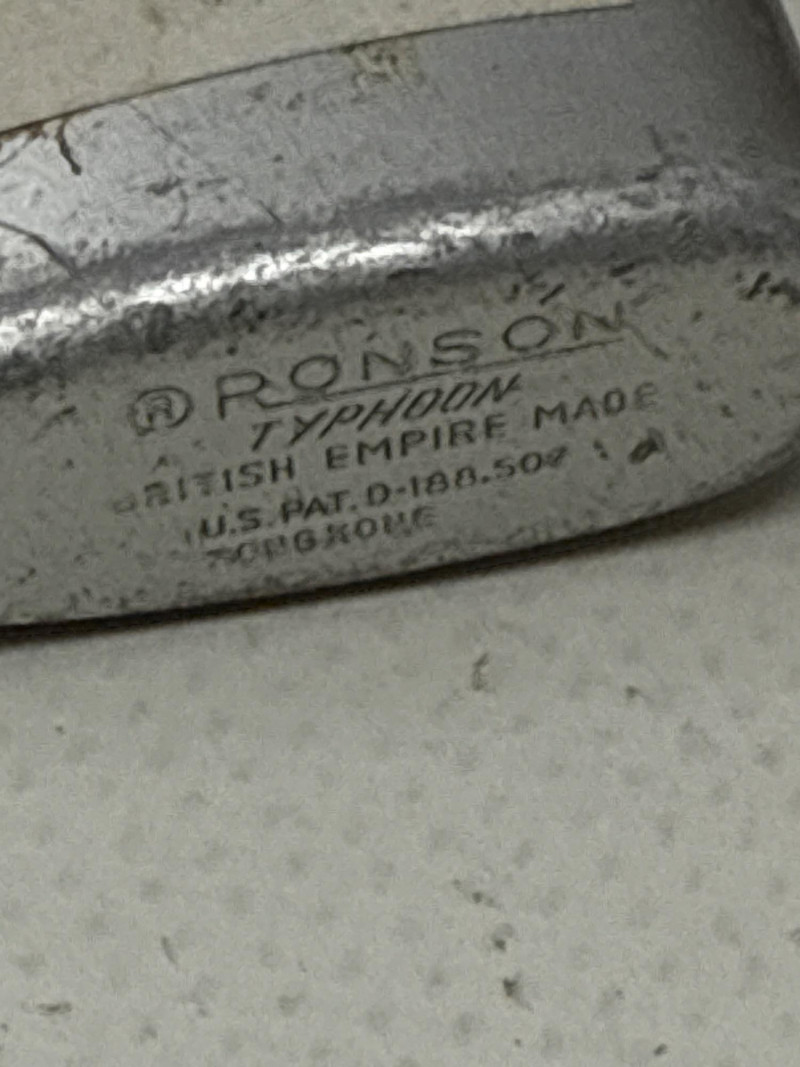 ® RONSON
TYPHOON
BRITISH EMPIRE MADE
U.S. PAT. D-188.507